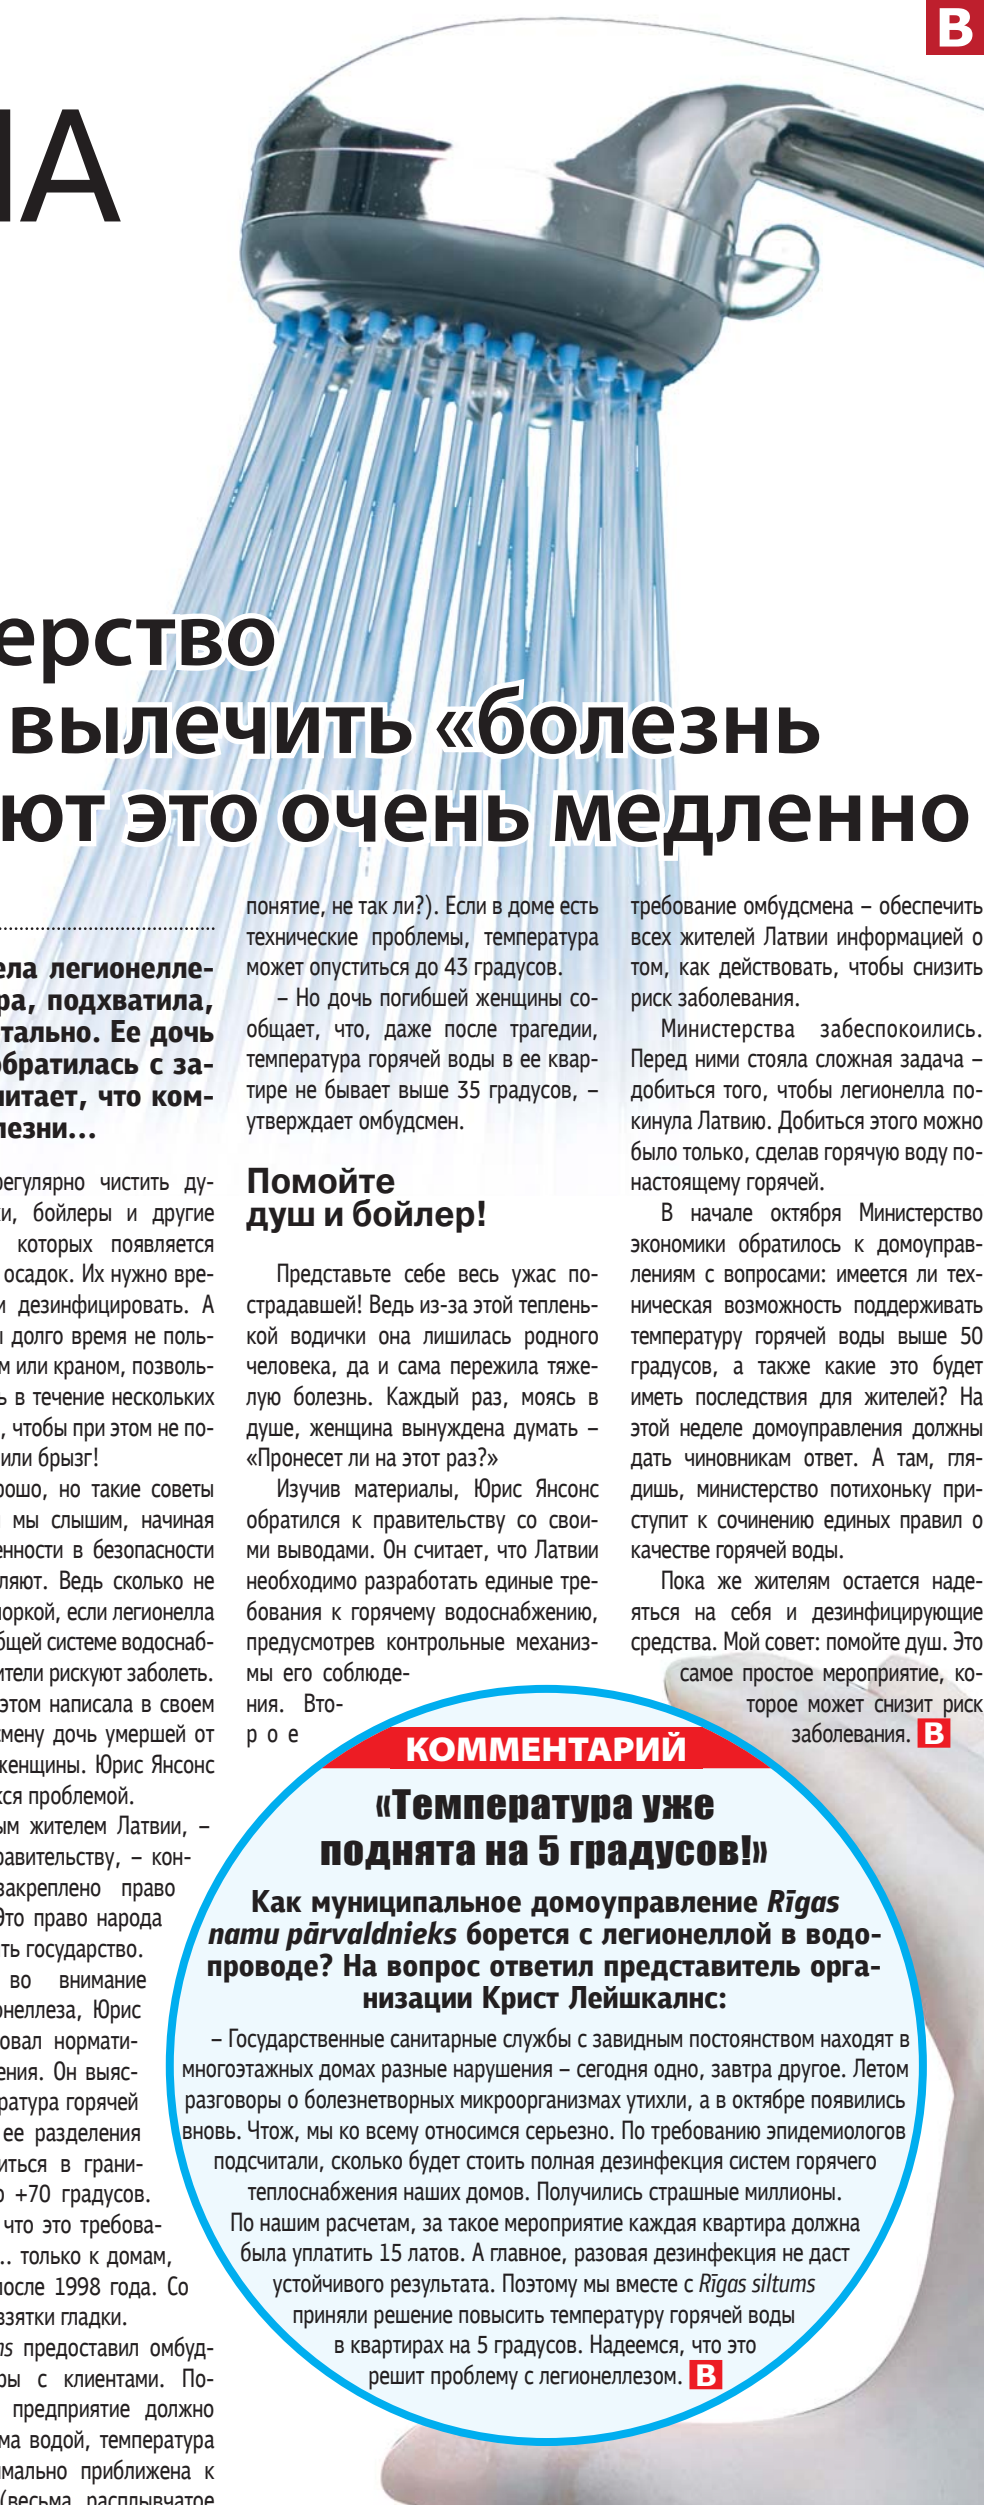 В
ИА
ерство
вылечить «болезнь
ют это очень медленно
ела легионелле-
ра, подхватила,
тально. Ее дочь
обратилась с за-
читает, что ком-
лезни...
регулярно чистить ду-
ки, бойлеры и другие
которых появляется
осадок. Их нужно вре-
и дезинфицировать. А
ы долго время не поль-
м или краном, позволь-
ь в течение нескольких
, чтобы при этом не по-
или брызг!
рошо, но такие советы
мы слышим, начиная
енности в безопасности
ляют. Ведь сколько не
юркой, если легионелла
бщей системе водоснаб-
ители рискуют заболеть.
этом написала в своем
смену дочь умершей от
женщины. Юрис Янсонс
кся проблемой.
ым жителем Латвии, –
равительству, – кон-
закреплено право
Это право народа
ть государство.
во внимание
онеллеза, Юрис
овал нормати-
ения. Он выяс-
ратура горячей
ее разделения
иться в грани-
о +70 градусов.
что это требова-
.. только к домам,
после 1998 года. Со
взятки гладки.
ns предоставил омбуд-
ры с клиентами. По-
предприятие должно
ма водой, температура
имально приближена к
(весьма расплывчатое
понятие, не так ли?). Если в доме есть
технические проблемы, температура
может опуститься до 43 градусов.
– Но дочь погибшей женщины со-
общает, что, даже после трагедии,
температура горячей воды в ее квар-
тире не бывает выше 35 градусов, –
утверждает омбудсмен.
Помойте
душ и бойлер!
Представьте себе весь ужас по-
страдавшей! Ведь из-за этой теплень-
кой водички она лишилась родного
человека, да и сама пережила тяже-
лую болезнь. Каждый раз, моясь в
душе, женщина вынуждена думать –
«Пронесет ли на этот раз?»
Изучив материалы, Юрис Янсонс
обратился к правительству со свои-
ми выводами. Он считает, что Латвии
необходимо разработать единые тре-
бования к горячему водоснабжению,
предусмотрев контрольные механиз-
мы его соблюде-
ния. Вто-
рое
требование омбудсмена – обеспечить
всех жителей Латвии информацией о
том, как действовать, чтобы снизить
риск заболевания.
Министерства забеспокоились.
Перед ними стояла сложная задача –
добиться того, чтобы легионелла по-
кинула Латвию. Добиться этого можно
было только, сделав горячую воду по-
настоящему горячей.
В начале октября Министерство
экономики обратилось к домоуправ-
лениям с вопросами: имеется ли тех-
ническая возможность поддерживать
температуру горячей воды выше 50
градусов, а также какие это будет
иметь последствия для жителей? На
этой неделе домоуправления должны
дать чиновникам ответ. А там, гля-
дишь, министерство потихоньку при-
ступит к сочинению единых правил о
качестве горячей воды.
Пока же жителям остается наде-
яться на себя и дезинфицирующие
средства. Мой совет: помойте душ. Это
самое простое мероприятие, ко-
торое может снизит риск
заболевания. В
КОММЕНТАРИЙ
«Температура уже
поднята на 5 градусов!»
Как муниципальное домоуправление Rīgas
namu pārvaldnieks борется с легионеллой в водо-
проводе? На вопрос ответил представитель орга-
низации Крист Лейшкалнс:
– Государственные санитарные службы с завидным постоянством находят в
многоэтажных домах разные нарушения – сегодня одно, завтра другое. Летом
разговоры о болезнетворных микроорганизмах утихли, а в октябре появились
вновь. Чтож, мы ко всему относимся серьезно. По требованию эпидемиологов
подсчитали, сколько будет стоить полная дезинфекция систем горячего
теплоснабжения наших домов. Получились страшные миллионы.
По нашим расчетам, за такое мероприятие каждая квартира должна
была уплатить 15 латов. А главное, разовая дезинфекция не даст
устойчивого результата. Поэтому мы вместе с Rīgas siltums
приняли решение повысить температуру горячей воды
в квартирах на 5 градусов. Надеемся, что это
решит проблему с легионеллезом. В